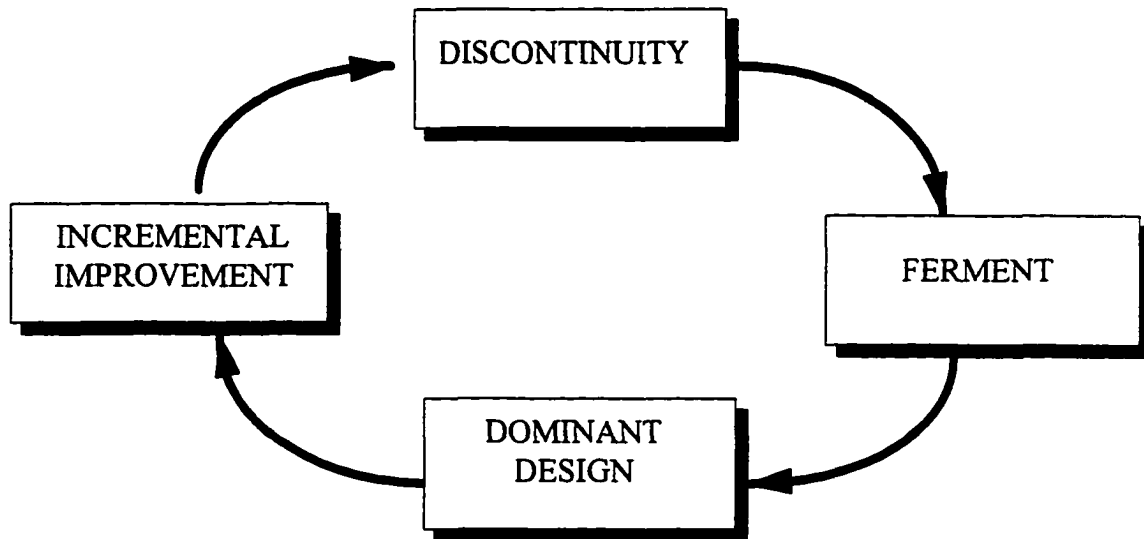 DISCONTINUITY
FERMENT
DOMINANT
DESIGN
INCREMENTAL
IMPROVEMENT